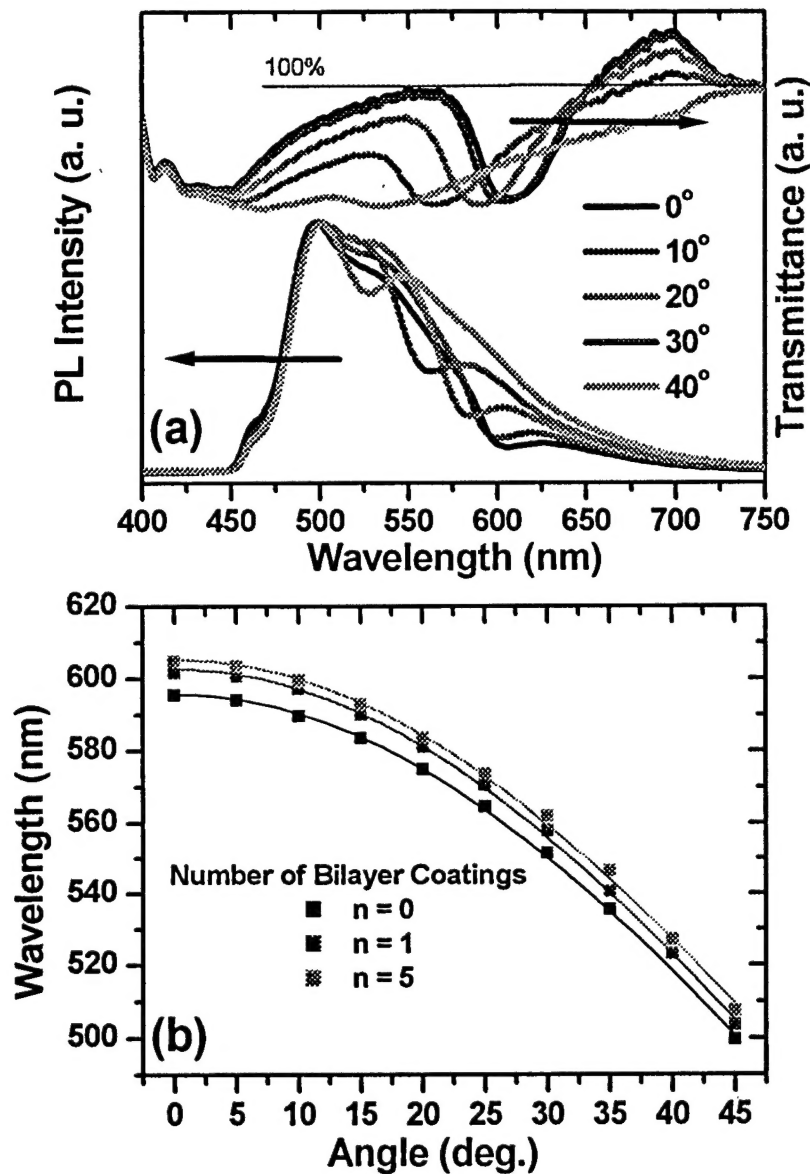 PL Intensity (a. u.)
Transmittance (a. u.)
100%
0°
10°
20°
30°
40°
(a)
400 450 500 550 600 650 700 750
Wavelength (nm)
620
600
580
560
540
520
500
Wavelength (nm)
Number of Bilayer Coatings
n = 0
n = 1
n = 5
(b)
0 5 10 15 20 25 30 35 40 45
Angle (deg.)